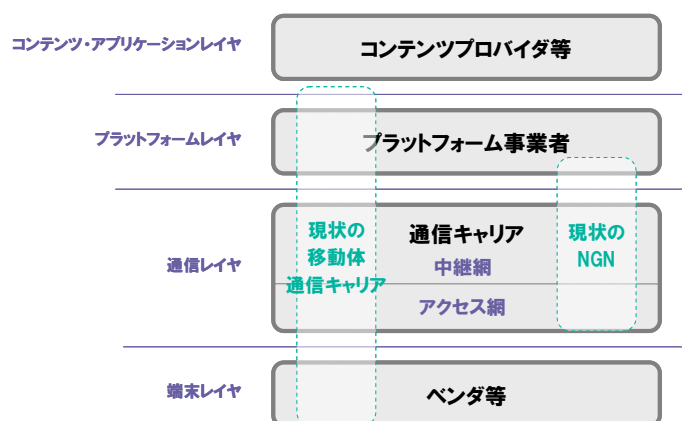 コンテンツ・アプリケーションレイヤ
コンテンツプロバイダ等
プラットフォームレイヤ
プラットフォーム事業者
通信レイヤ
現状の
移動体
通信キャリア
通信キャリア
中継網
アクセス網
現状の
NGN
端末レイヤ
ベンダ等